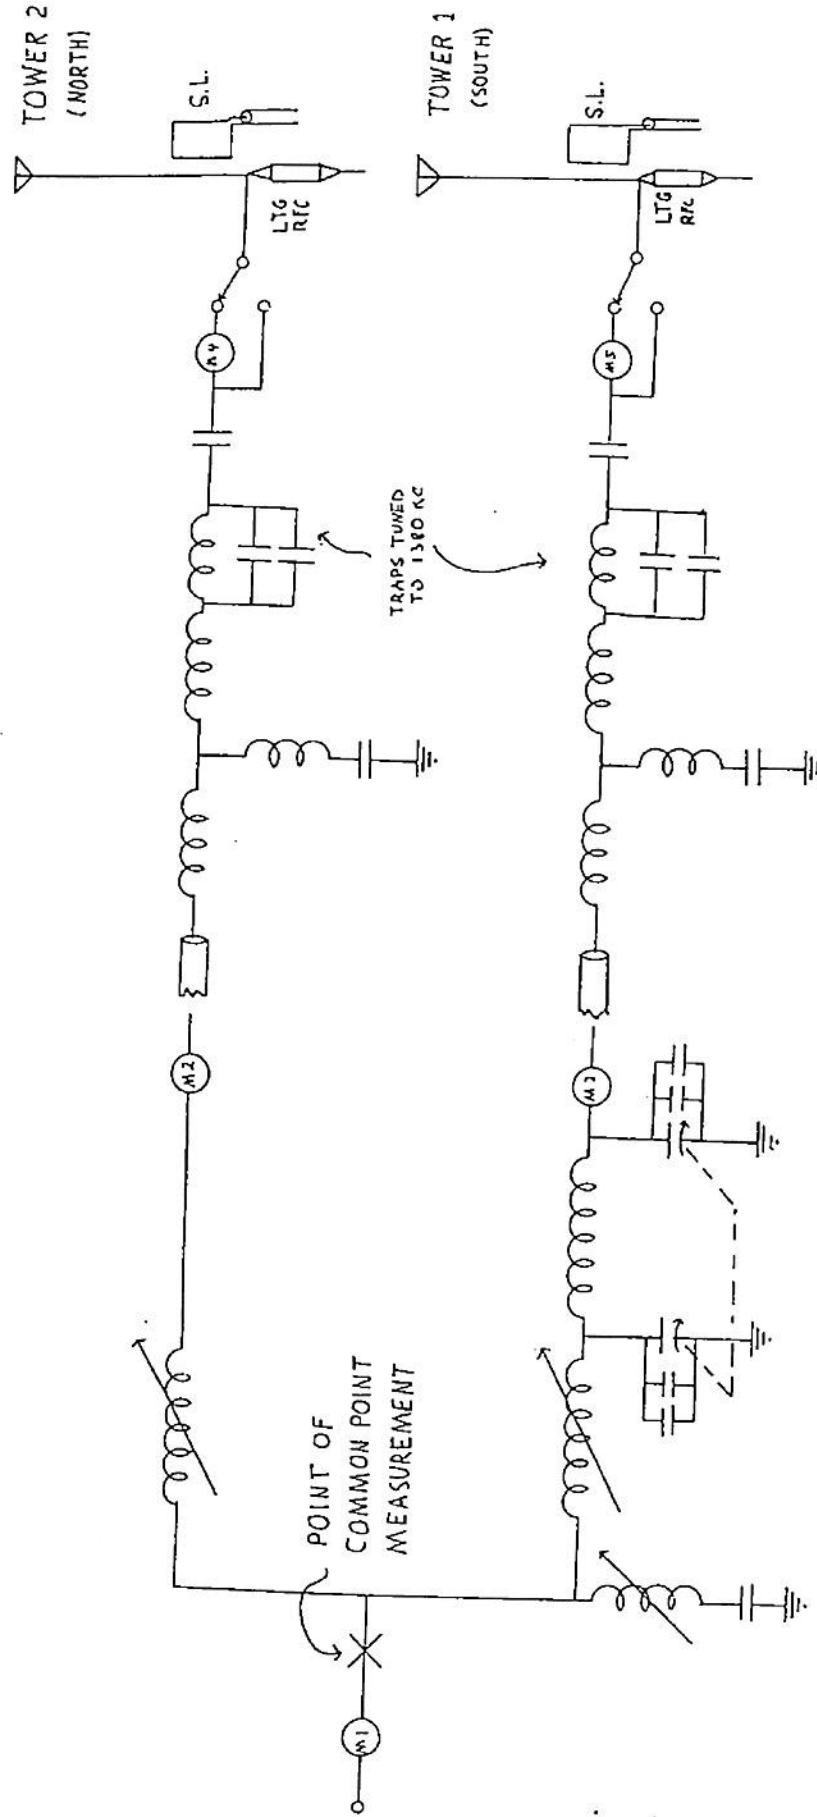 TOWER 2
(NORTH)
S.L.
LTG
RFC
M4
TRAPS TUNED
TO 1380 KC
M2
POINT OF
COMMON POINT
MEASUREMENT
M1
TOWER 1
(SOUTH)
S.L.
LTG
RFC
M5